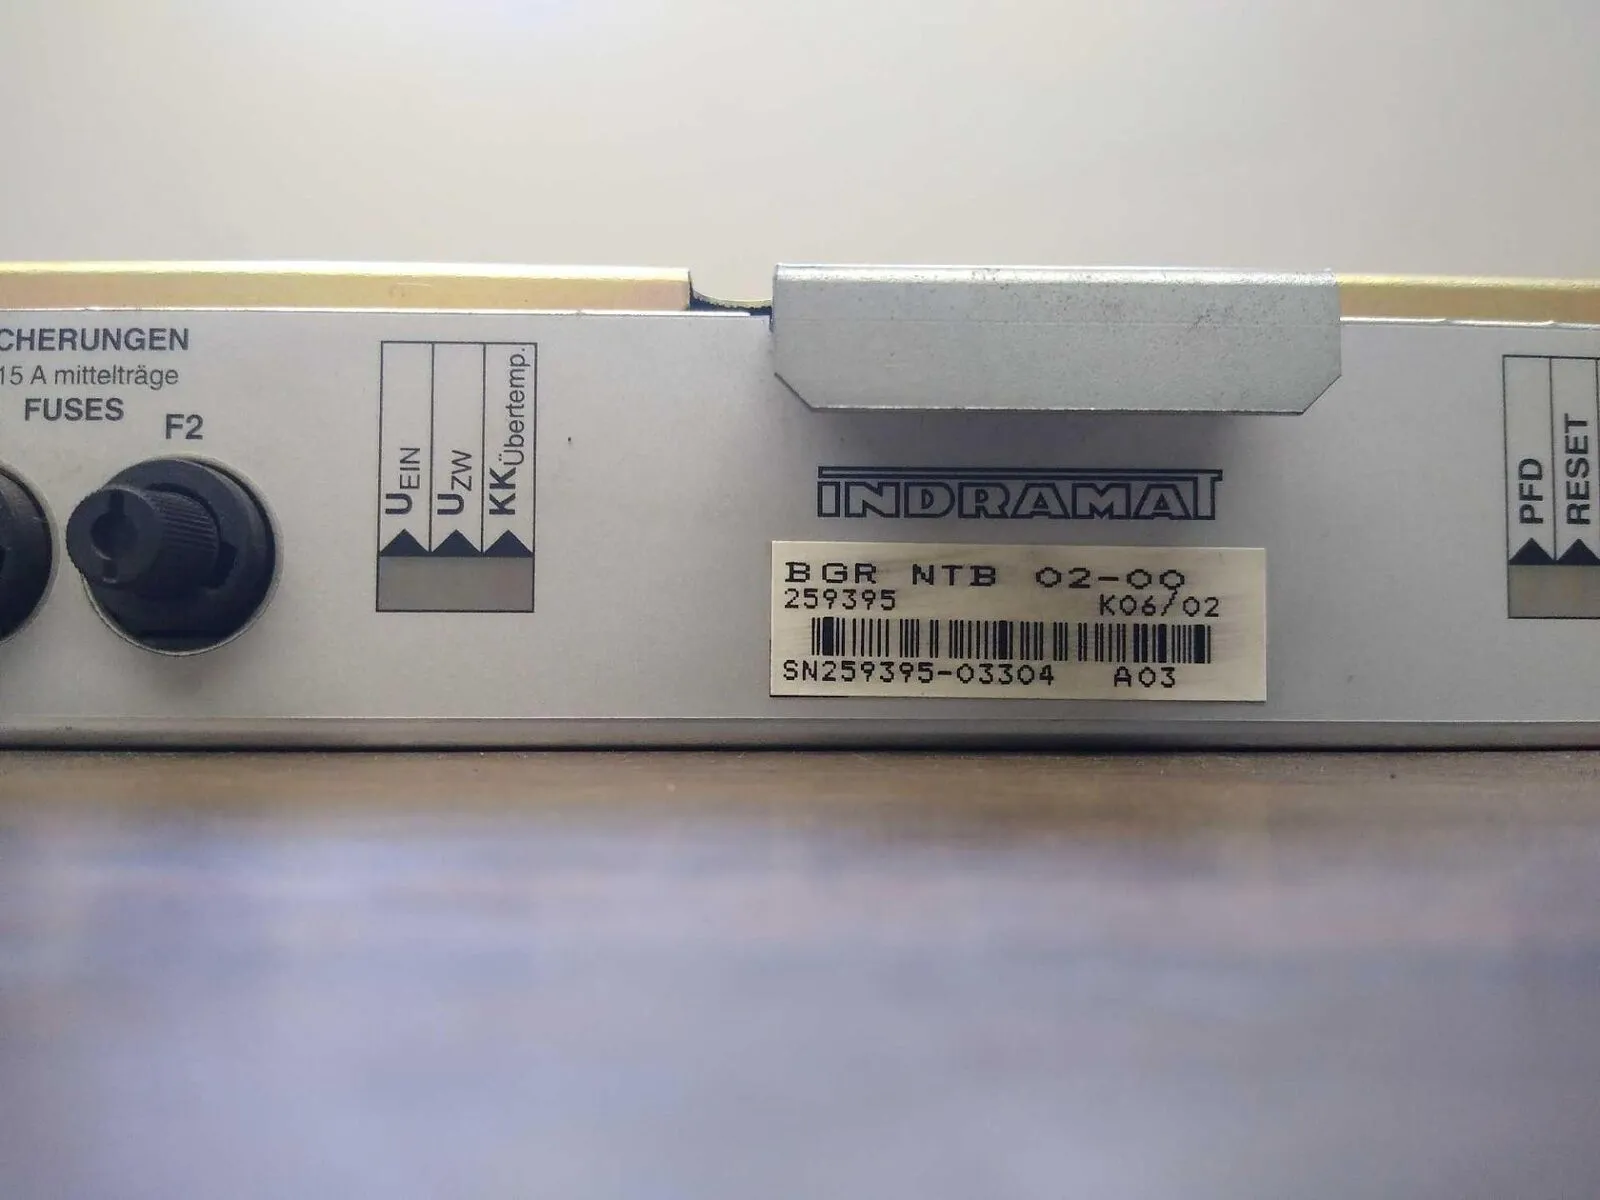 CHERUNGEN
15 A mittelträge
FUSES
F2
UEIN
UZW
KKÜbertemp.
INDRAMAT
BGR NTB 02-09
259395 K06/02
SN259395-03304 A03
PFD
RESET